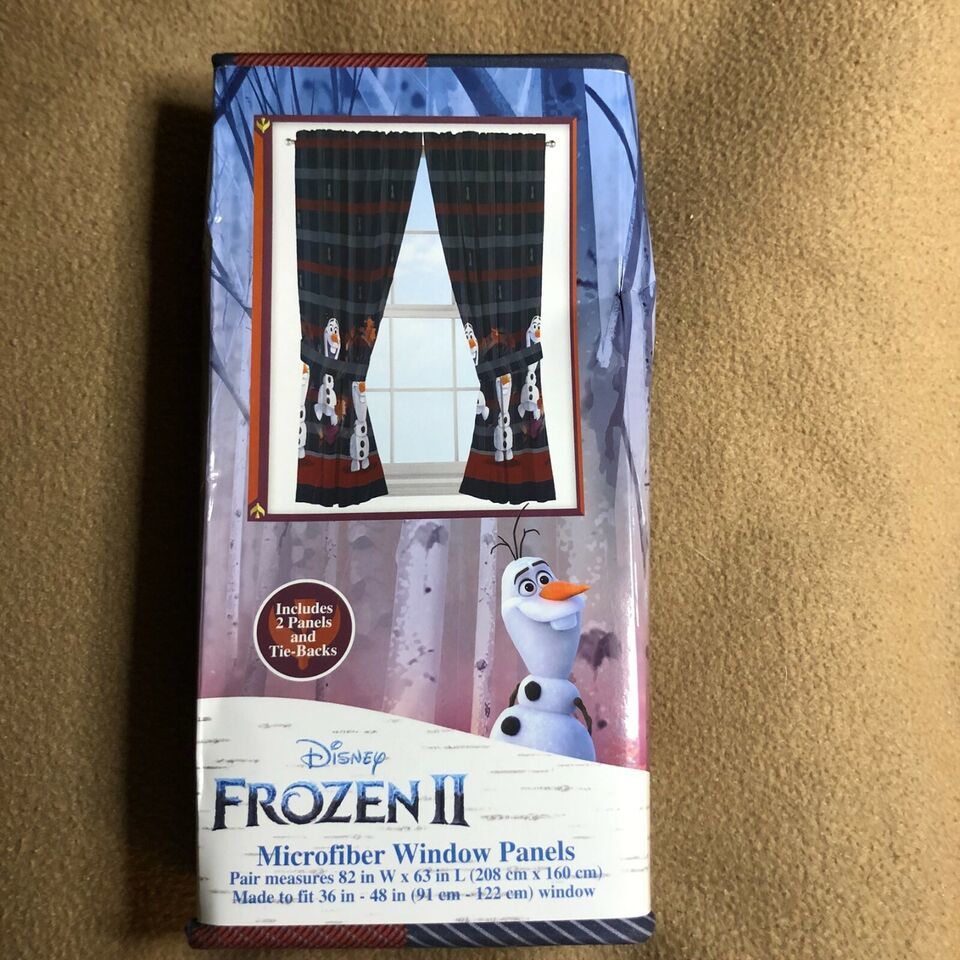 Includes
2 Panels
and
Tie-Backs
Disney
FROZEN II
Microfiber Window Panels
Pair measures 82 in W x 63 in L (208 cm x 160 cm)
Made to fit 36 in - 48 in (91 cm - 122 cm) window